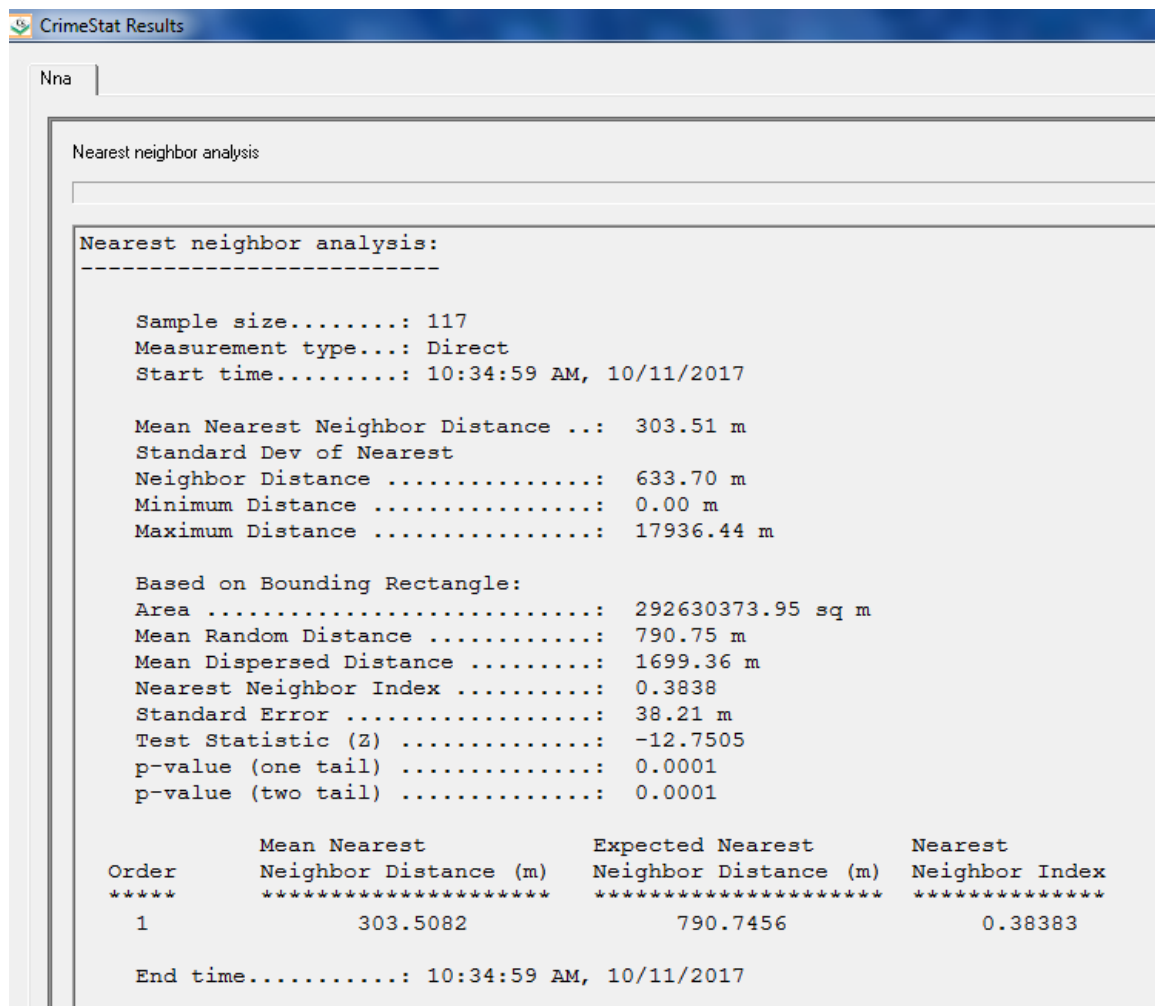 CrimeStat Results
Nna
Nearest neighbor analysis
Nearest neighbor analysis:
--------------------------
Sample size........: 117
Measurement type...: Direct
Start time.........: 10:34:59 AM, 10/11/2017
Mean Nearest Neighbor Distance ..: 303.51 m
Standard Dev of Nearest
Neighbor Distance ...............: 633.70 m
Minimum Distance ................: 0.00 m
Maximum Distance ................: 17936.44 m
Based on Bounding Rectangle:
Area ............................: 292630373.95 sq m
Mean Random Distance ............: 790.75 m
Mean Dispersed Distance .........: 1699.36 m
Nearest Neighbor Index ..........: 0.3838
Standard Error ..................: 38.21 m
Test Statistic (Z) ..............: -12.7505
p-value (one tail) ..............: 0.0001
p-value (two tail) ..............: 0.0001
Mean Nearest Expected Nearest Nearest
Order Neighbor Distance (m) Neighbor Distance (m) Neighbor Index
***** ********************* ********************* **************
1 303.5082 790.7456 0.38383
End time...........: 10:34:59 AM, 10/11/2017